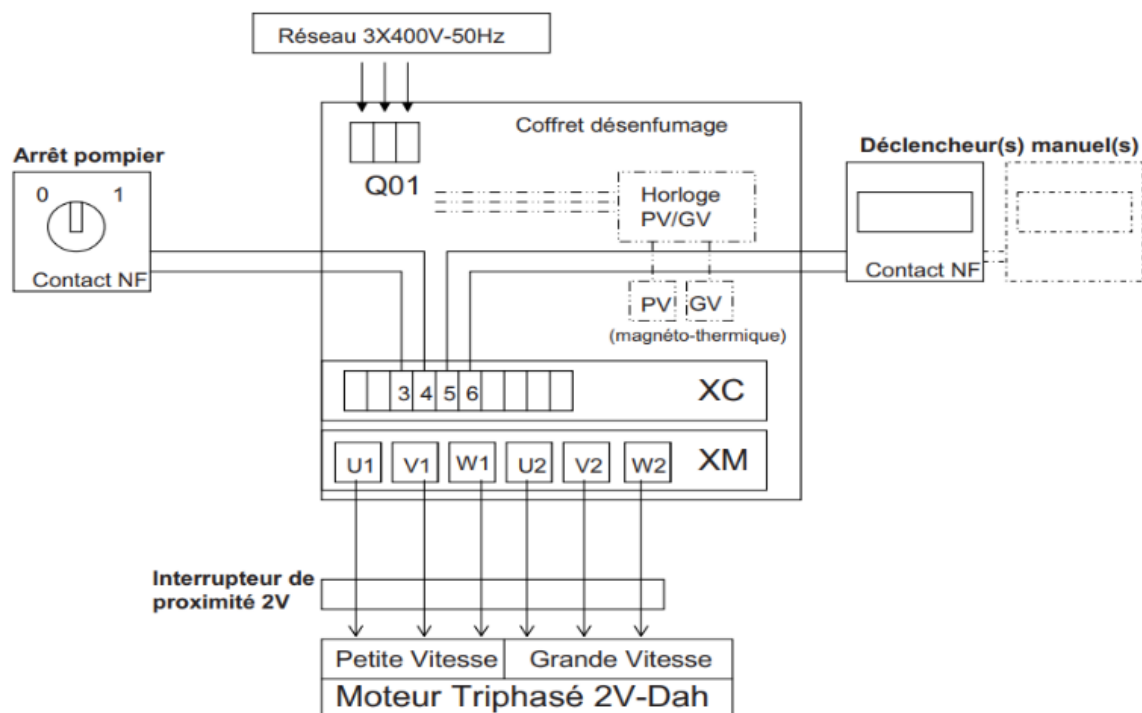 Réseau 3X400V-50Hz
Coffret désenfumage
Arrêt pompier
0 1
Contact NF
Q01
Horloge
PV/GV
PV GV
(magnéto-thermique)
Déclencheur(s) manuel(s)
Contact NF
3 4 5 6
XC
U1 V1 W1 U2 V2 W2
XM
Interrupteur de
proximité 2V
Petite Vitesse Grande Vitesse
Moteur Triphasé 2V-Dah